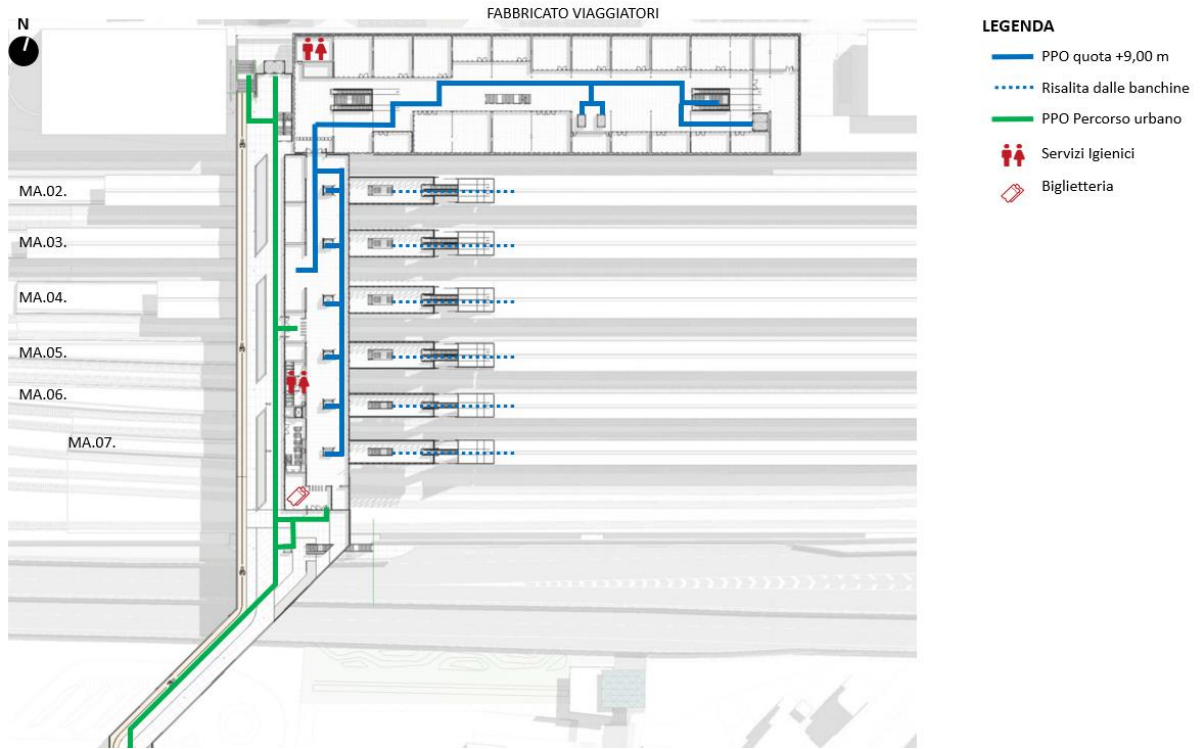 FABBRICATO VIAGGIATORI
N
LEGENDA
PPO quota +9,00 m
Risalita dalle banchine
PPO Percorso urbano
Servizi Igienici
Biglietteria
MA.02.
MA.03.
MA.04.
MA.05.
MA.06.
MA.07.